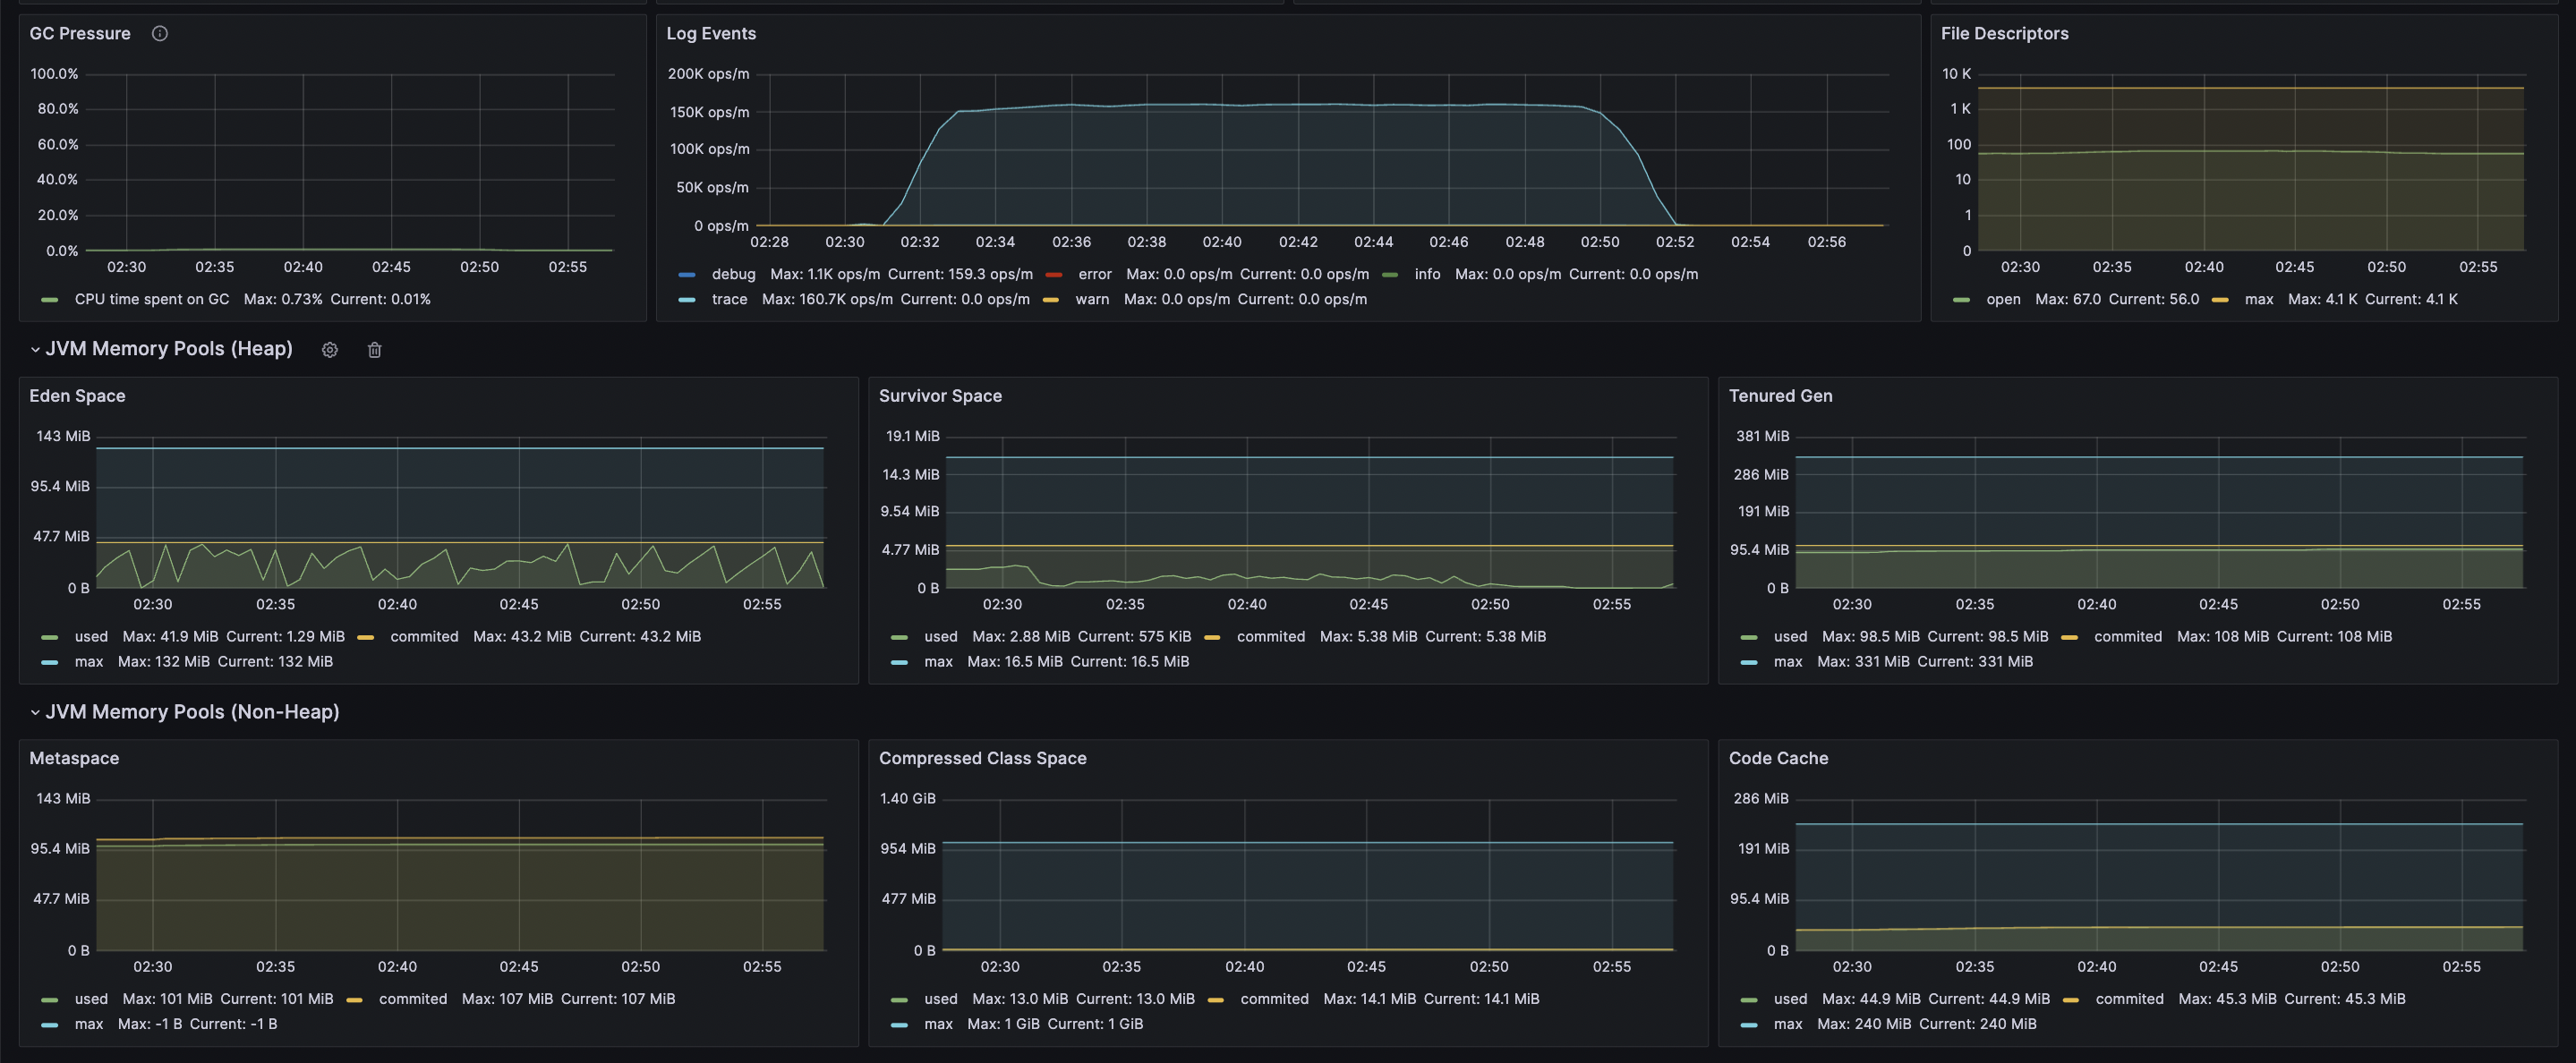 GC Pressure
100.0%
80.0%
60.0%
40.0%
20.0%
0.0%
02:30 02:35 02:40 02:45 02:50 02:55
CPU time spent on GC Max: 0.73% Current: 0.01%
Log Events
200K ops/m
150K ops/m
100K ops/m
50K ops/m
0 ops/m
02:28 02:30 02:32 02:34 02:36 02:38 02:40 02:42 02:44 02:46 02:48 02:50 02:52 02:54 02:56
debug Max: 1.1K ops/m Current: 159.3 ops/m error Max: 0.0 ops/m Current: 0.0 ops/m info Max: 0.0 ops/m Current: 0.0 ops/m
trace Max: 160.7K ops/m Current: 0.0 ops/m warn Max: 0.0 ops/m Current: 0.0 ops/m
File Descriptors
10 K
1 K
100
10
1
0
02:30 02:35 02:40 02:45 02:50 02:55
open Max: 67.0 Current: 56.0 max Max: 4.1 K Current: 4.1 K
JVM Memory Pools (Heap)
Eden Space
143 MiB
95.4 MiB
47.7 MiB
0 B
02:30 02:35 02:40 02:45 02:50 02:55
used Max: 41.9 MiB Current: 1.29 MiB commited Max: 43.2 MiB Current: 43.2 MiB
max Max: 132 MiB Current: 132 MiB
Survivor Space
19.1 MiB
14.3 MiB
9.54 MiB
4.77 MiB
0 B
02:30 02:35 02:40 02:45 02:50 02:55
used Max: 2.88 MiB Current: 575 KiB commited Max: 5.38 MiB Current: 5.38 MiB
max Max: 16.5 MiB Current: 16.5 MiB
Tenured Gen
381 MiB
286 MiB
191 MiB
95.4 MiB
0 B
02:30 02:35 02:40 02:45 02:50 02:55
used Max: 98.5 MiB Current: 98.5 MiB commited Max: 108 MiB Current: 108 MiB
max Max: 331 MiB Current: 331 MiB
JVM Memory Pools (Non-Heap)
Metaspace
143 MiB
95.4 MiB
47.7 MiB
0 B
02:30 02:35 02:40 02:45 02:50 02:55
used Max: 101 MiB Current: 101 MiB commited Max: 107 MiB Current: 107 MiB
max Max: -1 B Current: -1 B
Compressed Class Space
1.40 GiB
954 MiB
477 MiB
0 B
02:30 02:35 02:40 02:45 02:50 02:55
used Max: 13.0 MiB Current: 13.0 MiB commited Max: 14.1 MiB Current: 14.1 MiB
max Max: 1 GiB Current: 1 GiB
Code Cache
286 MiB
191 MiB
95.4 MiB
0 B
02:30 02:35 02:40 02:45 02:50 02:55
used Max: 44.9 MiB Current: 44.9 MiB commited Max: 45.3 MiB Current: 45.3 MiB
max Max: 240 MiB Current: 240 MiB